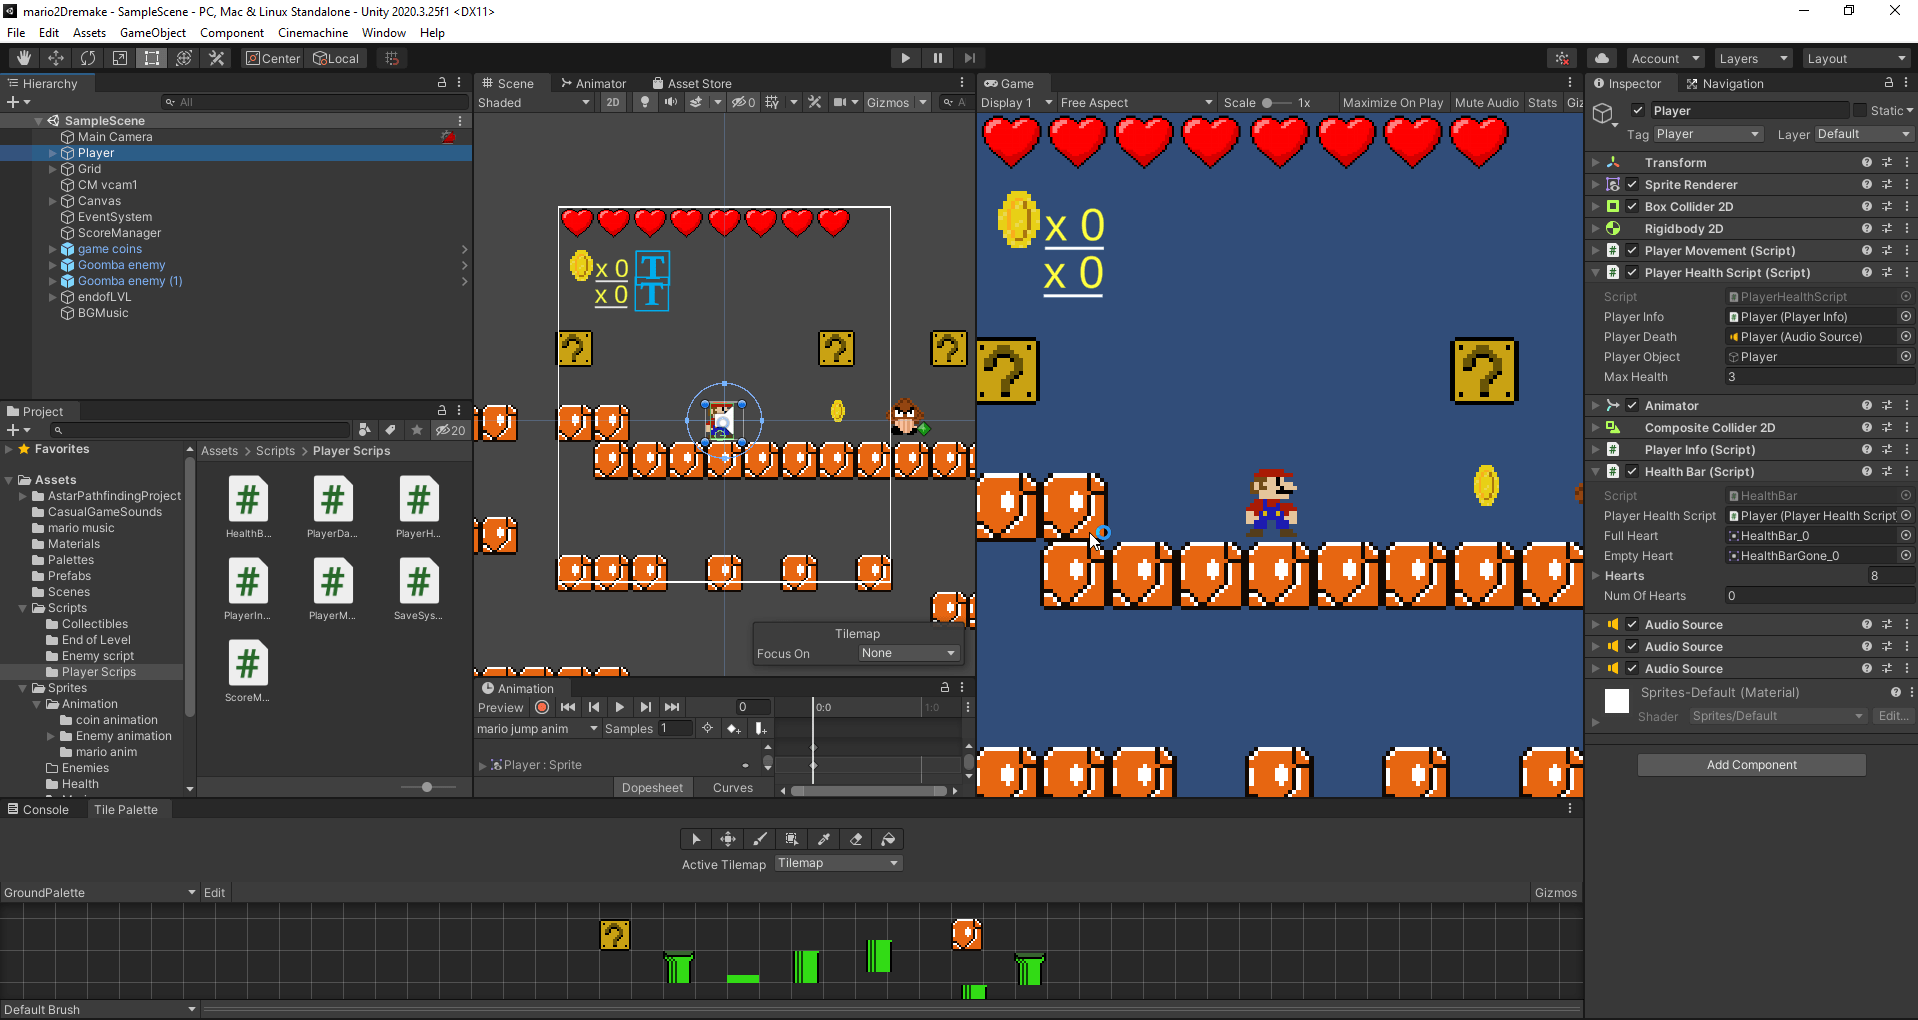 mario2Dremake - SampleScene - PC, Mac & Linux Standalone - Unity 2020.3.25f1 <DX11>
File Edit Assets GameObject Component Cinemachine Window Help
Center Local Account Layers Layout
Hierarchy
All
SampleScene
Main Camera
Player
Grid
CM vcam1
Canvas
EventSystem
ScoreManager
game coins
Goomba enemy
Goomba enemy (1)
endofLVL
BGMusic
Project
20
Favorites
Assets
AstarPathfindingProject
CasualGameSounds
mario music
Materials
Palettes
Prefabs
Scenes
Scripts
Collectibles
End of Level
Enemy script
Player Scrips
Sprites
Animation
coin animation
Enemy animation
mario anim
Enemies
Health
Assets > Scripts > Player Scrips
HealthB... PlayerDa... PlayerH...
PlayerIn... PlayerM... SaveSys...
ScoreM...
Scene Animator Asset Store
Shaded 2D 0 Gizmos A
x 0 T
x 0 T
Tilemap
Focus On None
Animation
Preview 0 0:0 1:0
mario jump anim Samples 1
Player : Sprite
Dopesheet Curves
Game
Display 1 Free Aspect Scale 1x Maximize On Play Mute Audio Stats Giz
x 0
x 0
Inspector Navigation
Player Static
Tag Player Layer Default
Transform
Sprite Renderer
Box Collider 2D
Rigidbody 2D
Player Movement (Script)
Player Health Script (Script)
Script PlayerHealthScript
Player Info Player (Player Info)
Player Death Player (Audio Source)
Player Object Player
Max Health 3
Animator
Composite Collider 2D
Player Info (Script)
Health Bar (Script)
Script HealthBar
Player Health Script Player (Player Health Script
Full Heart HealthBar_0
Empty Heart HealthBarGone_0
Hearts 8
Num Of Hearts 0
Audio Source
Audio Source
Audio Source
Sprites-Default (Material)
Shader Sprites/Default Edit...
Add Component
Console Tile Palette
Active Tilemap Tilemap
GroundPalette Edit Gizmos
Default Brush